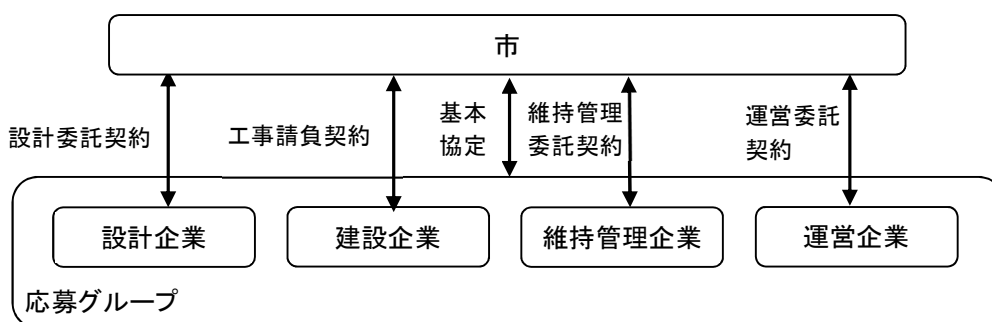 市
設計委託契約
工事請負契約
基本
協定
維持管理
委託契約
運営委託
契約
設計企業
建設企業
維持管理企業
運営企業
応募グループ